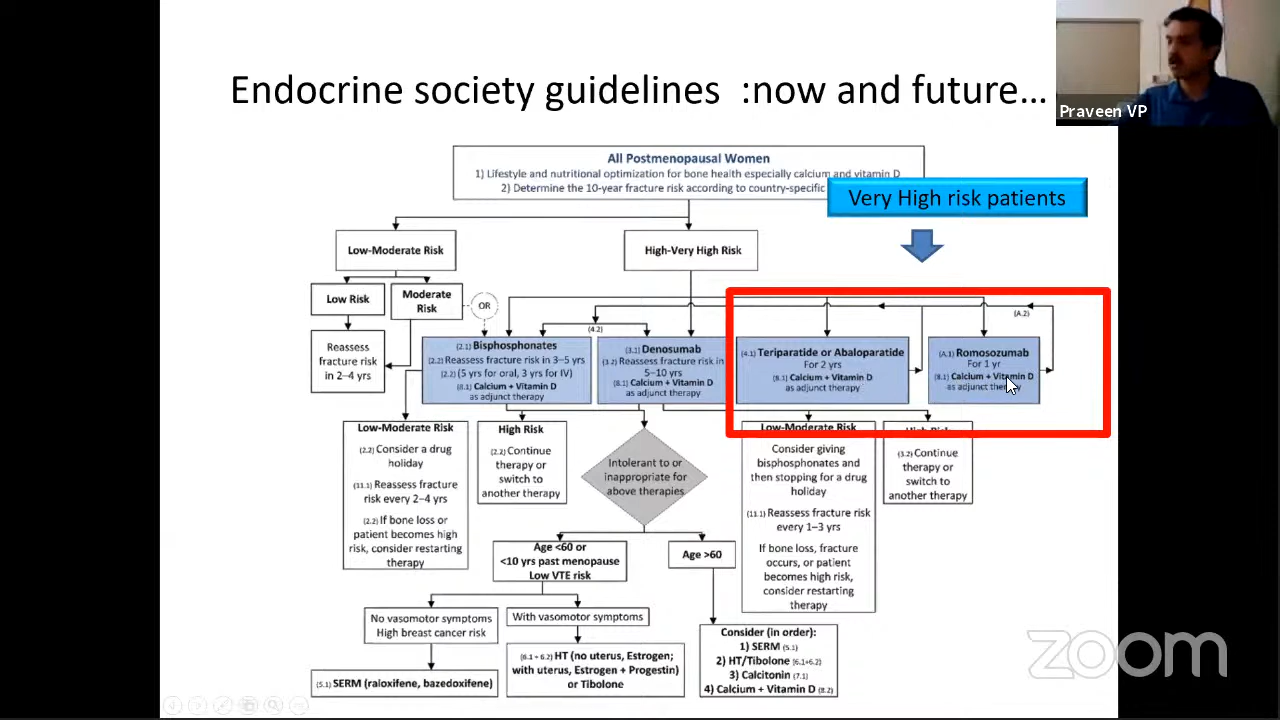 Endocrine society guidelines :now and future...
Praveen VP
All Postmenopausal Women
1) Lifestyle and nutritional optimization for bone health especially calcium and vitamin D
2) Determine the 10-year fracture risk according to country-specific
Very High risk patients
Low-Moderate Risk
High-Very High Risk
Low Risk
Moderate
Risk
OR
(A.2)
(4.2)
Reassess
fracture risk
in 2–4 yrs
(2.1) Bisphosphonates
(2.2) Reassess fracture risk in 3–5 yrs
(2.2) (5 yrs for oral, 3 yrs for IV)
(8.1) Calcium + Vitamin D
as adjunct therapy
(3.1) Denosumab
(3.2) Reassess fracture risk in
5–10 yrs
(8.1) Calcium + Vitamin D
as adjunct therapy
(4.1) Teriparatide or Abaloparatide
For 2 yrs
(8.1) Calcium + Vitamin D
as adjunct therapy
(A.1) Romosozumab
For 1 yr
(8.1) Calcium + Vitamin D
as adjunct therapy
Low-Moderate Risk
(2.2) Consider a drug
holiday
(11.1) Reassess fracture
risk every 2–4 yrs
(2.2) If bone loss or
patient becomes high
risk, consider restarting
therapy
High Risk
(2.2) Continue
therapy or
switch to
another therapy
Intolerant to or
inappropriate for
above therapies
Low-Moderate Risk
Consider giving
bisphosphonates and
then stopping for a drug
holiday
(11.1) Reassess fracture risk
every 1–3 yrs
If bone loss, fracture
occurs, or patient
becomes high risk,
consider restarting
therapy
High Risk
(3.2) Continue
therapy or
switch to
another therapy
Age <60 or
<10 yrs past menopause
Low VTE risk
Age >60
No vasomotor symptoms
High breast cancer risk
With vasomotor symptoms
(5.1) SERM (raloxifene, bazedoxifene)
(6.1 + 6.2) HT (no uterus, Estrogen;
with uterus, Estrogen + Progestin)
or Tibolone
Consider (in order):
1) SERM (5.1)
2) HT/Tibolone (6.1+6.2)
3) Calcitonin (7.1)
4) Calcium + Vitamin D (8.2)
zoom